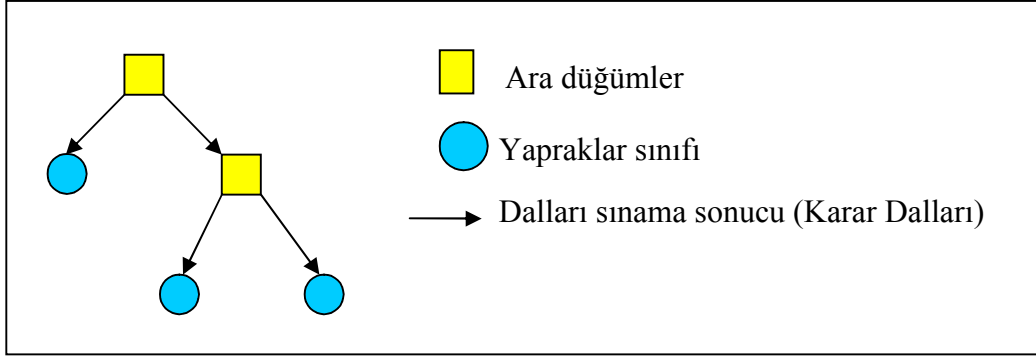 Ara düğümler
Yapraklar sınıfı
Dalları sınama sonucu (Karar Dalları)